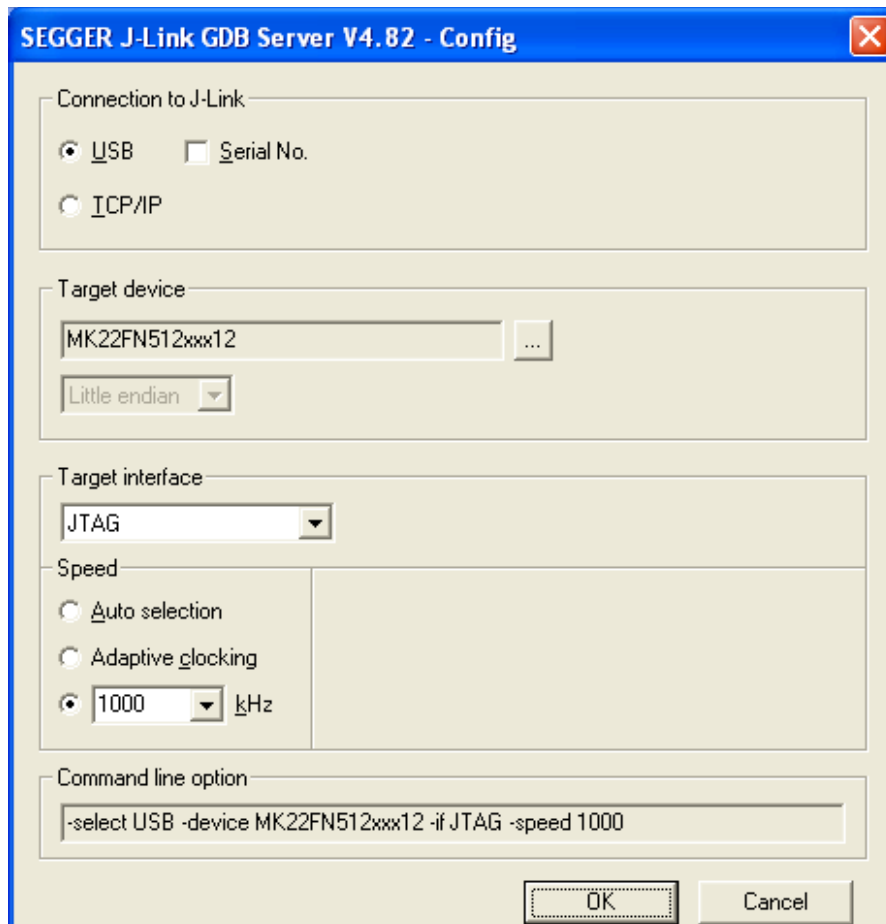 SEGGER J-Link GDB Server V4.82 - Config
Connection to J-Link
USB Serial No.
TCP/IP
Target device
MK22FN512xxx12 ...
Little endian
Target interface
JTAG
Speed
Auto selection
Adaptive clocking
1000 kHz
Command line option
-select USB -device MK22FN512xxx12 -if JTAG -speed 1000
OK Cancel